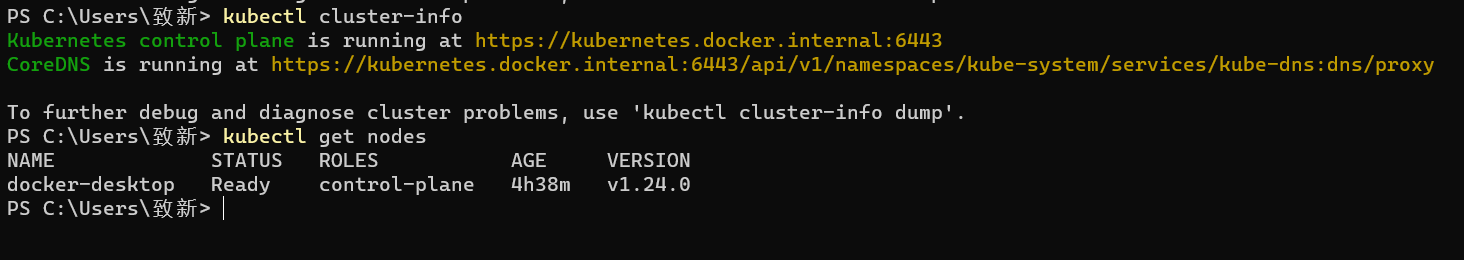 PS C:\Users\致新> kubectl cluster-info
Kubernetes control plane is running at https://kubernetes.docker.internal:6443
CoreDNS is running at https://kubernetes.docker.internal:6443/api/v1/namespaces/kube-system/services/kube-dns:dns/proxy

To further debug and diagnose cluster problems, use 'kubectl cluster-info dump'.
PS C:\Users\致新> kubectl get nodes
NAME             STATUS   ROLES           AGE     VERSION
docker-desktop   Ready    control-plane   4h38m   v1.24.0
PS C:\Users\致新>